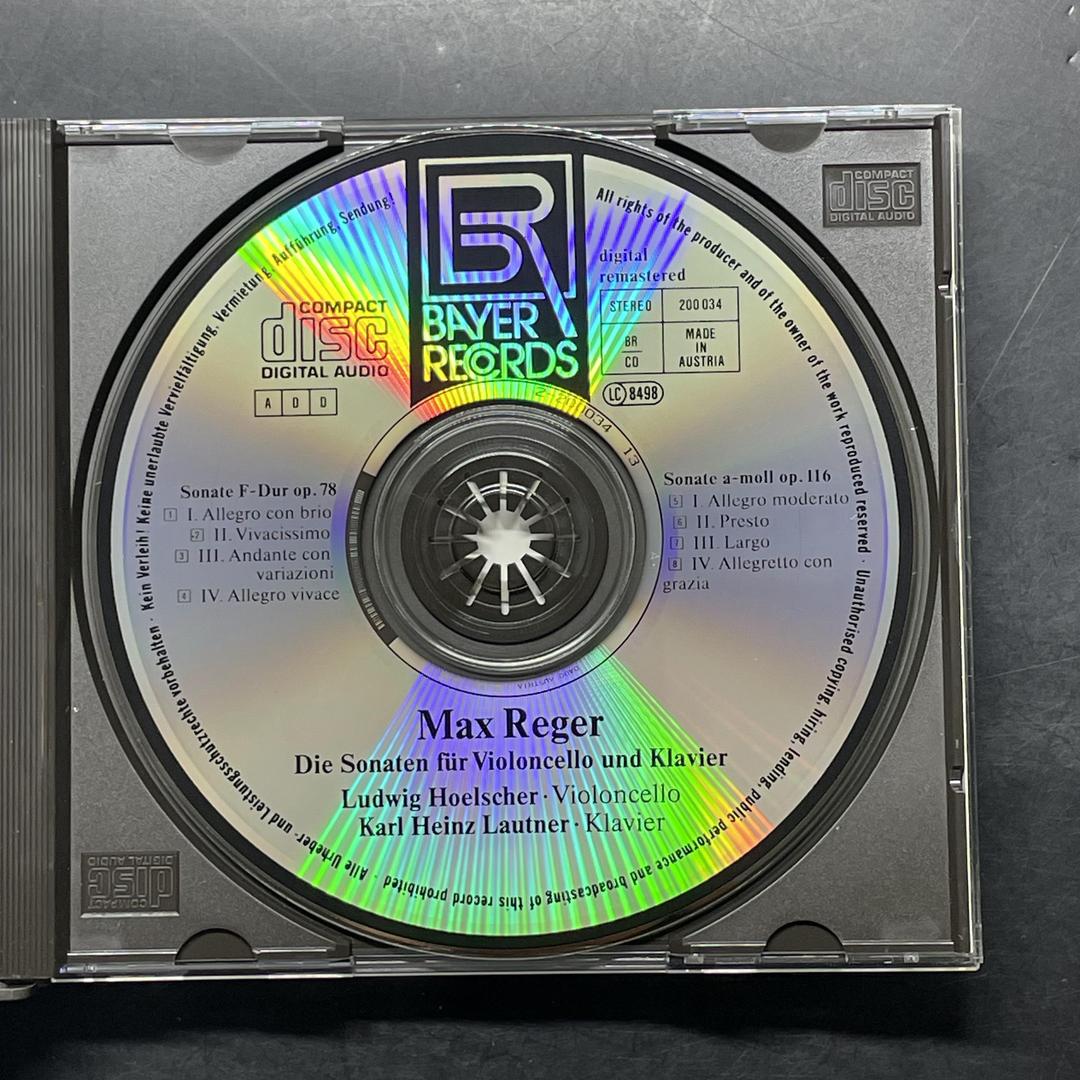 BR
BAYER
RECORDS
COMPACT
disc
DIGITAL AUDIO
A D D
digital
remastered
STEREO 200 034
BR
CD
MADE
IN
AUSTRIA
LC 8498
Sonate F-Dur op. 78
1 I. Allegro con brio
2 II. Vivacissimo
3 III. Andante con
variazioni
4 IV. Allegro vivace
Sonate a-moll op. 116
5 I. Allegro moderato
6 II. Presto
7 III. Largo
8 IV. Allegretto con
grazia
Max Reger
Die Sonaten für Violoncello und Klavier
Ludwig Hoelscher · Violoncello
Karl Heinz Lautner · Klavier
All rights of the producer and of the owner of the work reproduced reserved · Unauthorised copying, hiring, lending, public performance and broadcasting of this record prohibited · Alle Urheber- und Leistungsschutzrechte vorbehalten · Kein Verleih! Keine unerlaubte Vervielfältigung, Vermietung, Aufführung, Sendung!
COMPACT
disc
DIGITAL AUDIO
COMPACT
disc
DIGITAL AUDIO